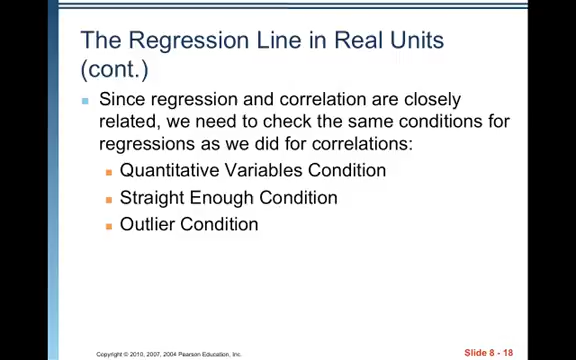 The Regression Line in Real Units
(cont.)
Since regression and correlation are closely
related, we need to check the same conditions for
regressions as we did for correlations:
Quantitative Variables Condition
Straight Enough Condition
Outlier Condition
Copyright © 2010, 2007, 2004 Pearson Education, Inc.
Slide 8 - 18